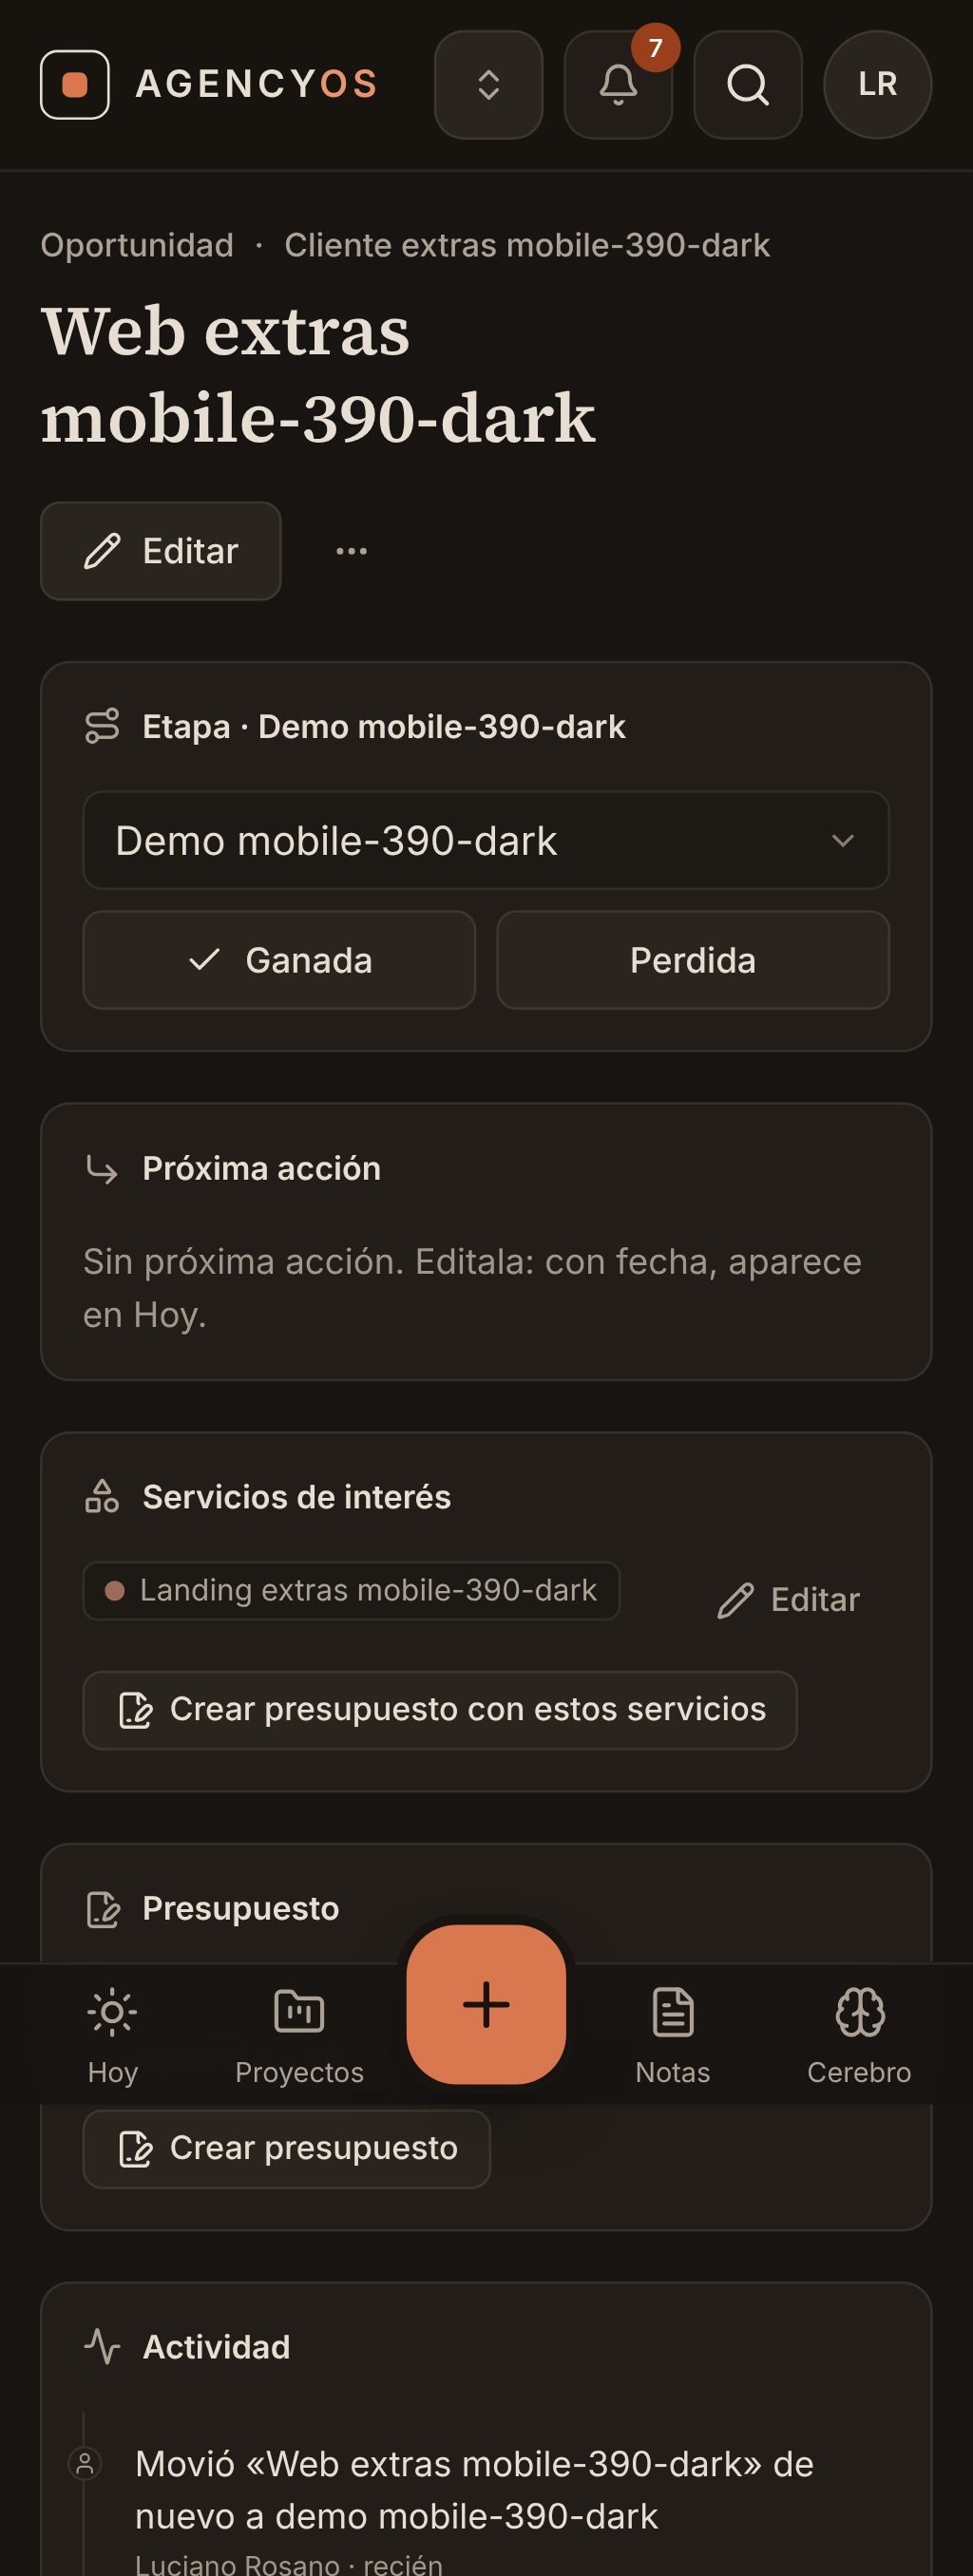 AGENCYOS
7
LR
Oportunidad · Cliente extras mobile-390-dark
Web extras
mobile-390-dark
Editar
Etapa · Demo mobile-390-dark
Demo mobile-390-dark
Ganada
Perdida
Próxima acción
Sin próxima acción. Editala: con fecha, aparece
en Hoy.
Servicios de interés
Landing extras mobile-390-dark
Editar
Crear presupuesto con estos servicios
Presupuesto
Hoy
Proyectos
Notas
Cerebro
Crear presupuesto
Actividad
Movió «Web extras mobile-390-dark» de
nuevo a demo mobile-390-dark
Luciano Rosano · recién